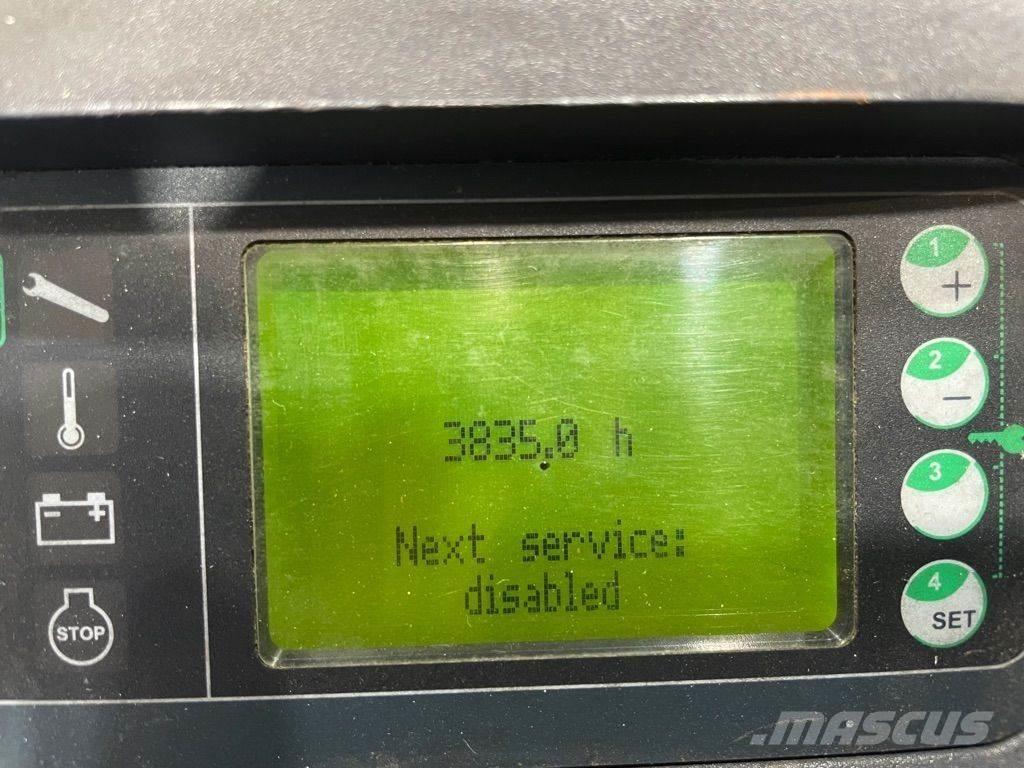 3835.0 h
Next service:
disabled
1
+
2
-
3
4
SET
- +
STOP
MASCUS